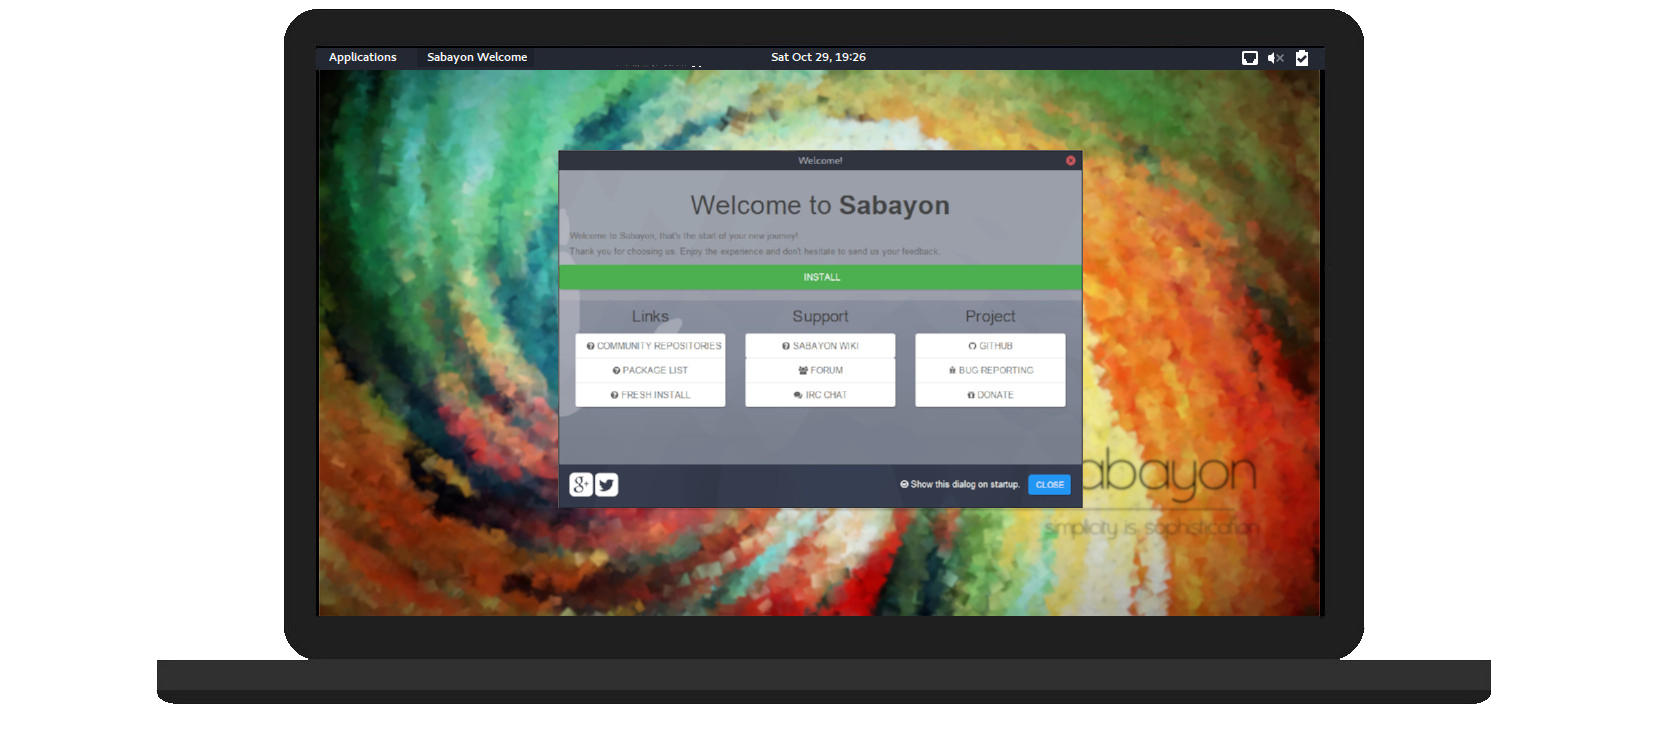 Applications Sabayon Welcome Sat Oct 29, 19:26
Welcome!
Welcome to Sabayon
Welcome to Sabayon, that's the start of your new journey!
Thank you for choosing us. Enjoy the experience and don't hesitate to send us your feedback.
INSTALL
Links
COMMUNITY REPOSITORIES
PACKAGE LIST
FRESH INSTALL
Support
SABAYON WIKI
FORUM
IRC CHAT
Project
GITHUB
BUG REPORTING
DONATE
g+ Show this dialog on startup. CLOSE
abayon
simplicity is sophistication